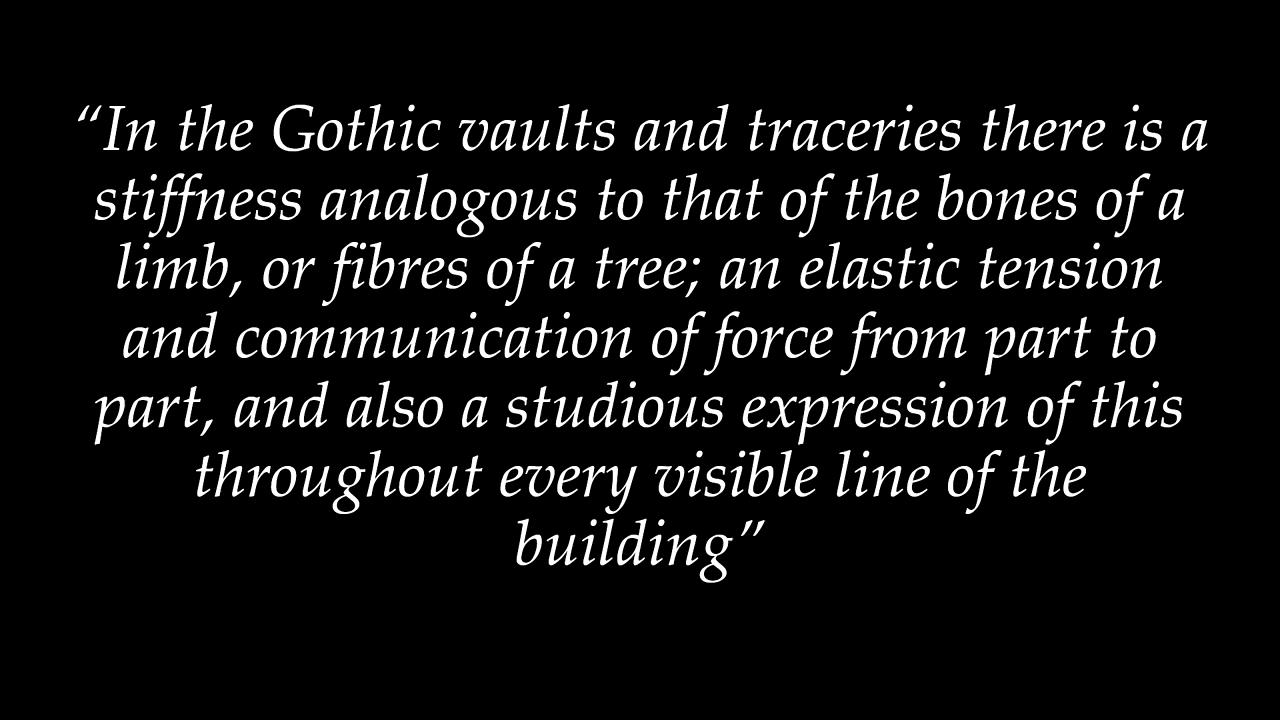 “In the Gothic vaults and traceries there is a
stiffness analogous to that of the bones of a
limb, or fibres of a tree; an elastic tension
and communication of force from part to
part, and also a studious expression of this
throughout every visible line of the
building”